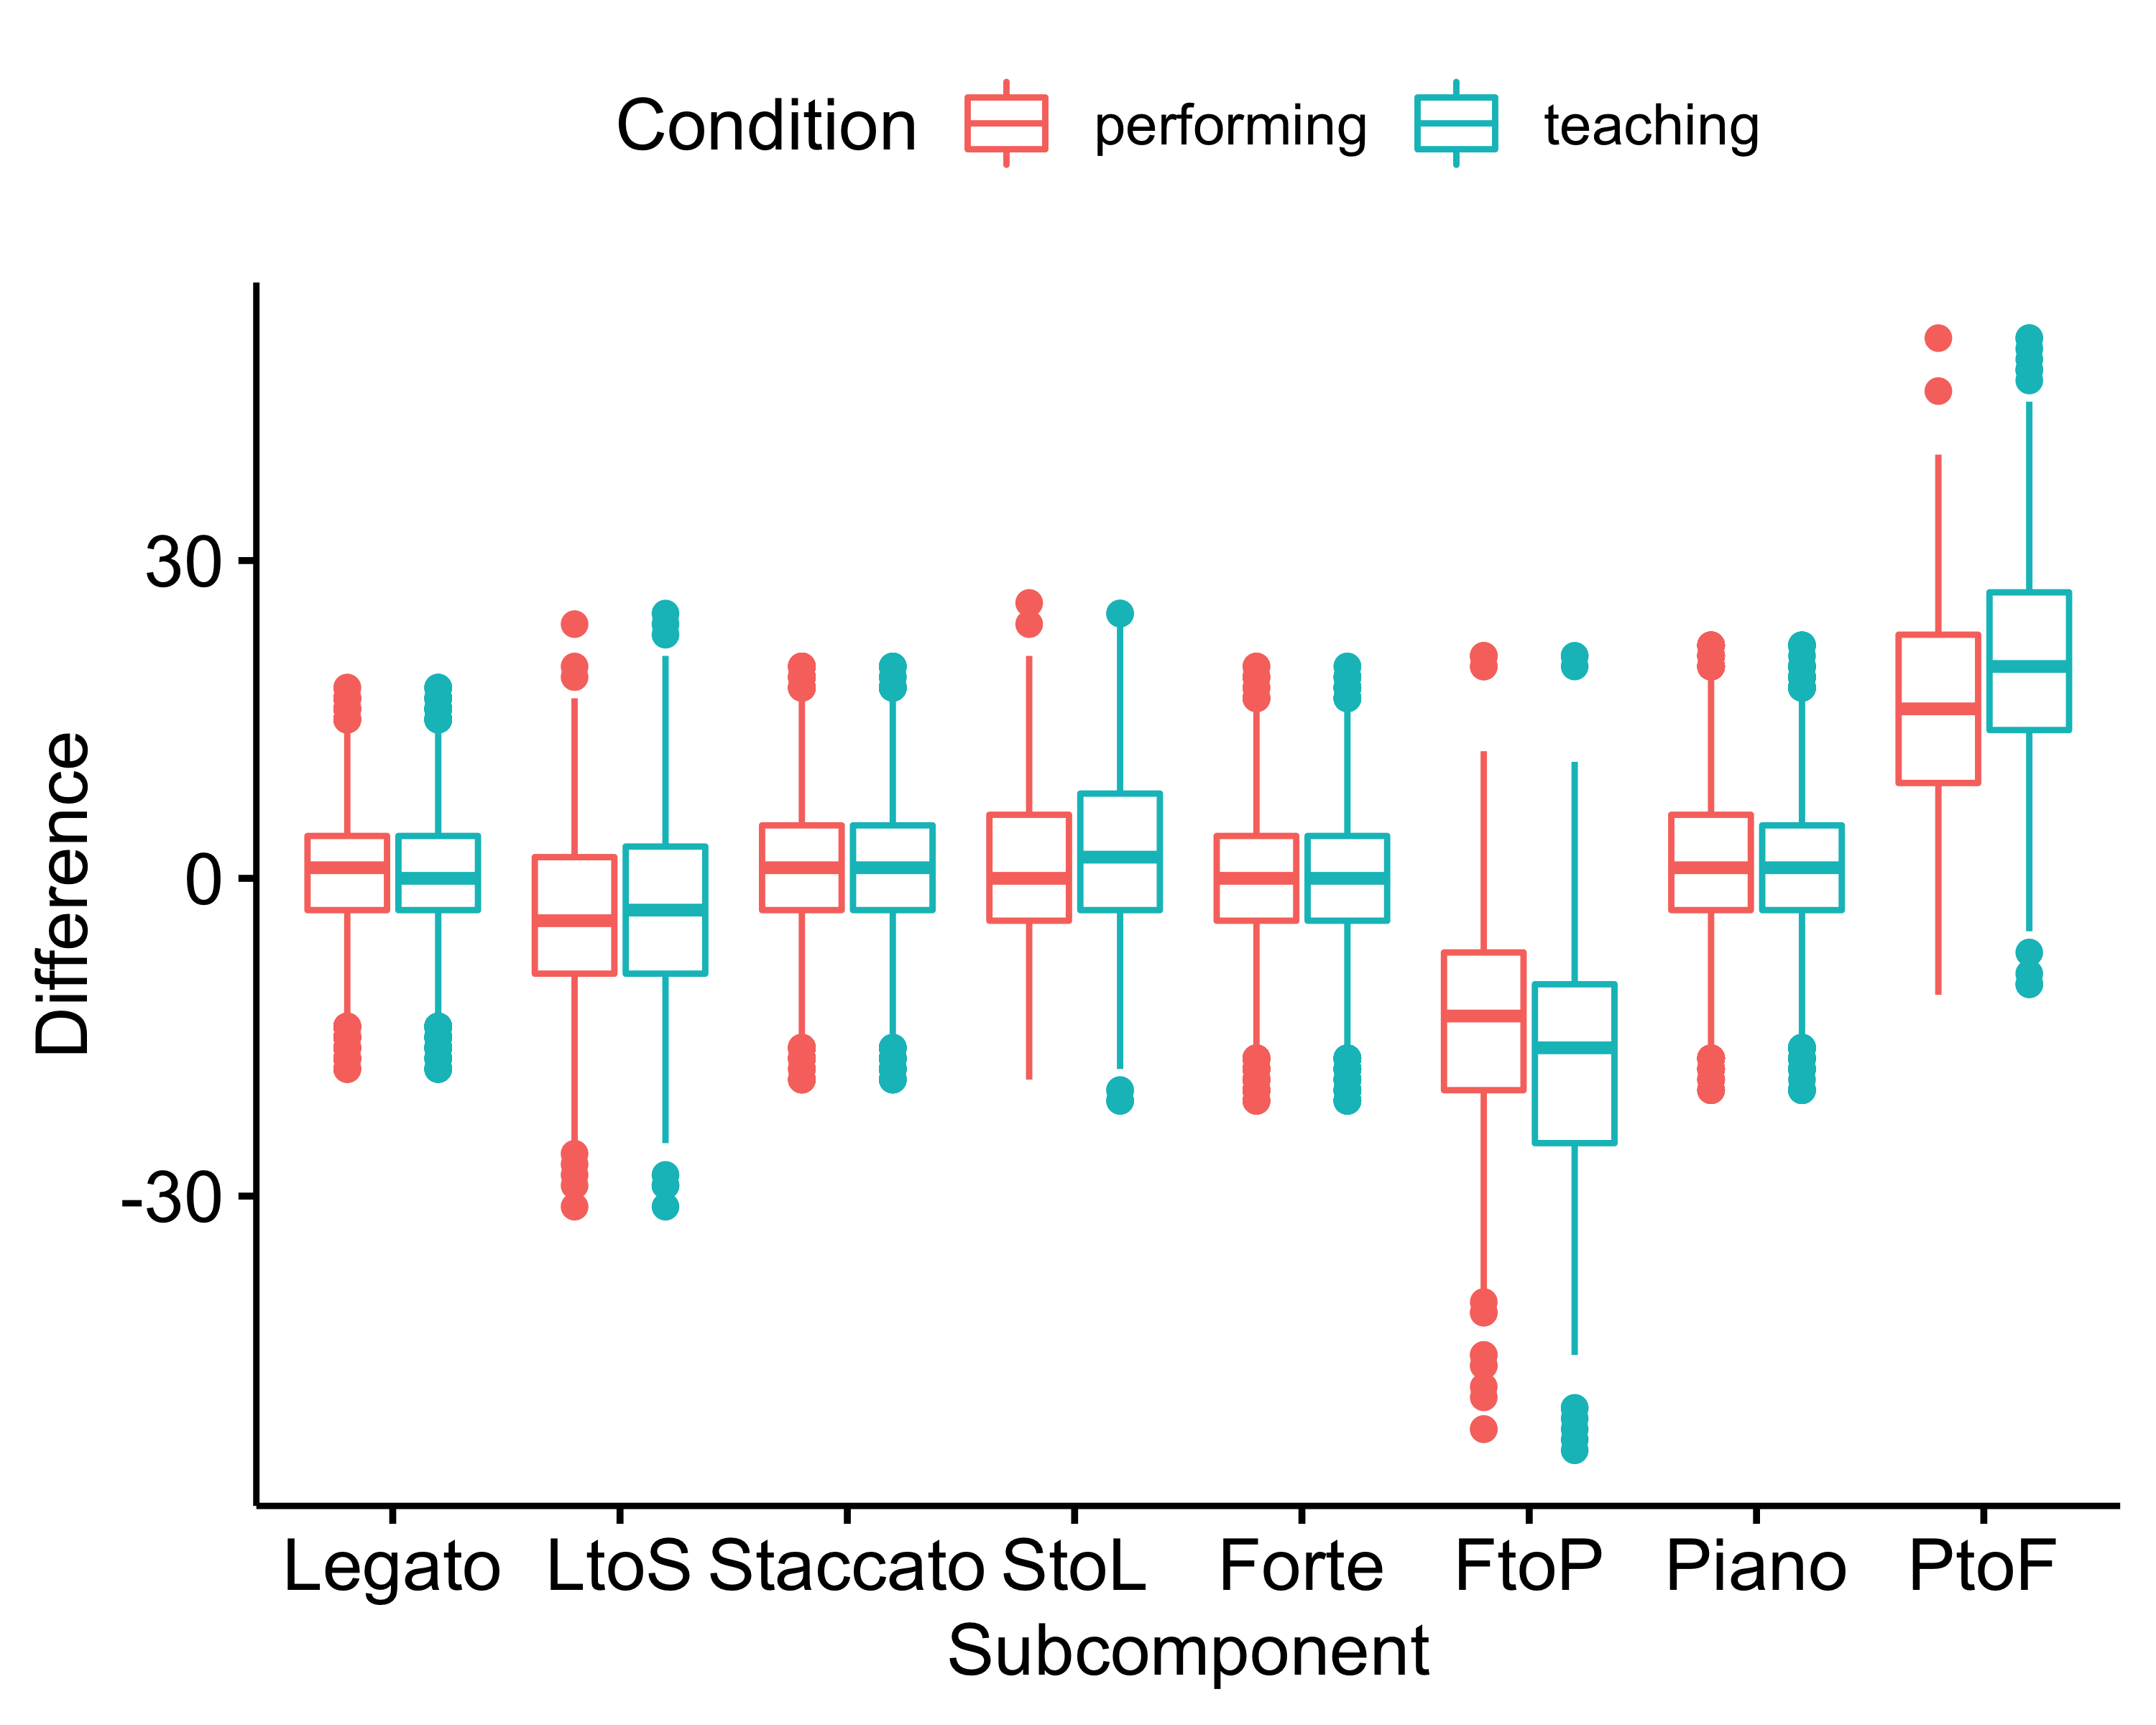 Condition performing teaching
Difference
30
0
-30
Legato LtoS Staccato StoL Forte FtoP Piano PtoF
Subcomponent